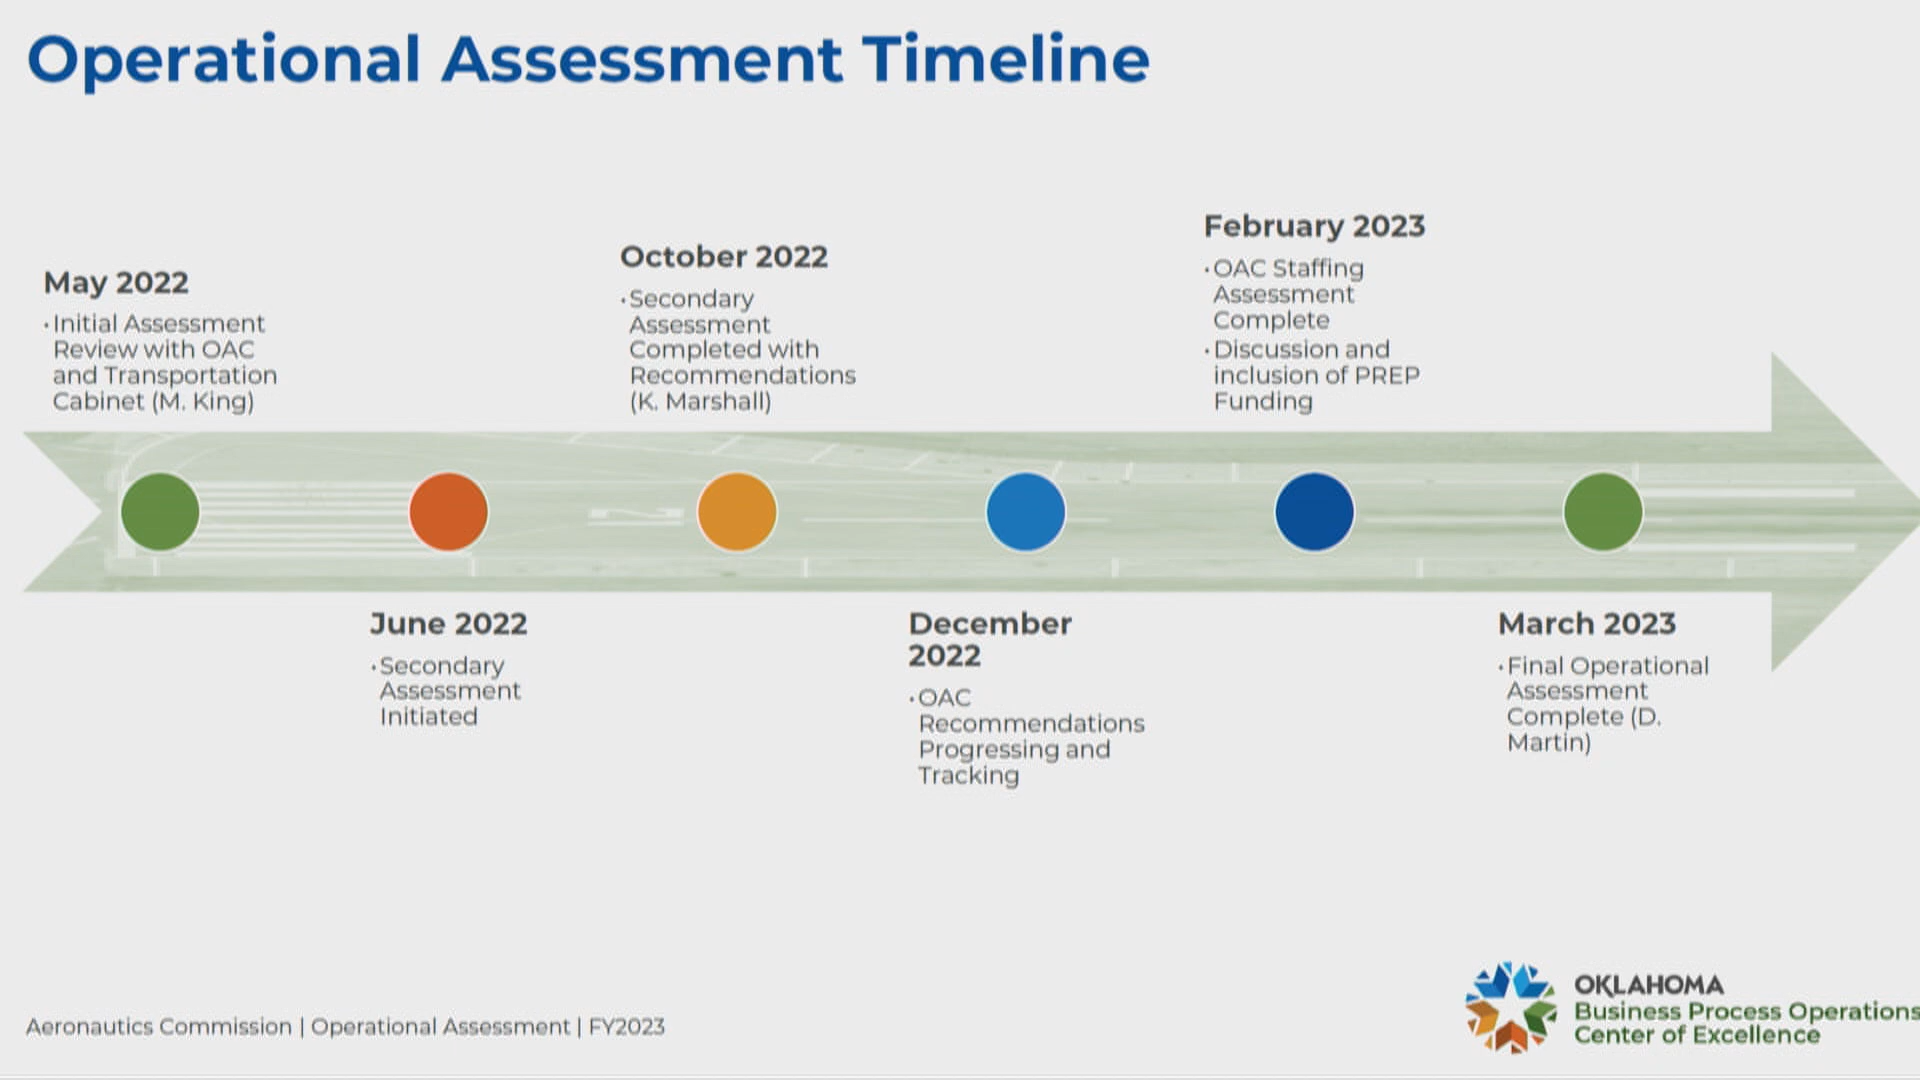 Operational Assessment Timeline
May 2022
· Initial Assessment
Review with OAC
and Transportation
Cabinet (M. King)
June 2022
· Secondary
Assessment
Initiated
October 2022
· Secondary
Assessment
Completed with
Recommendations
(K. Marshall)
December
2022
· OAC
Recommendations
Progressing and
Tracking
February 2023
· OAC Staffing
Assessment
Complete
· Discussion and
inclusion of PREP
Funding
March 2023
· Final Operational
Assessment
Complete (D.
Martin)
Aeronautics Commission | Operational Assessment | FY2023
OKLAHOMA
Business Process Operations
Center of Excellence